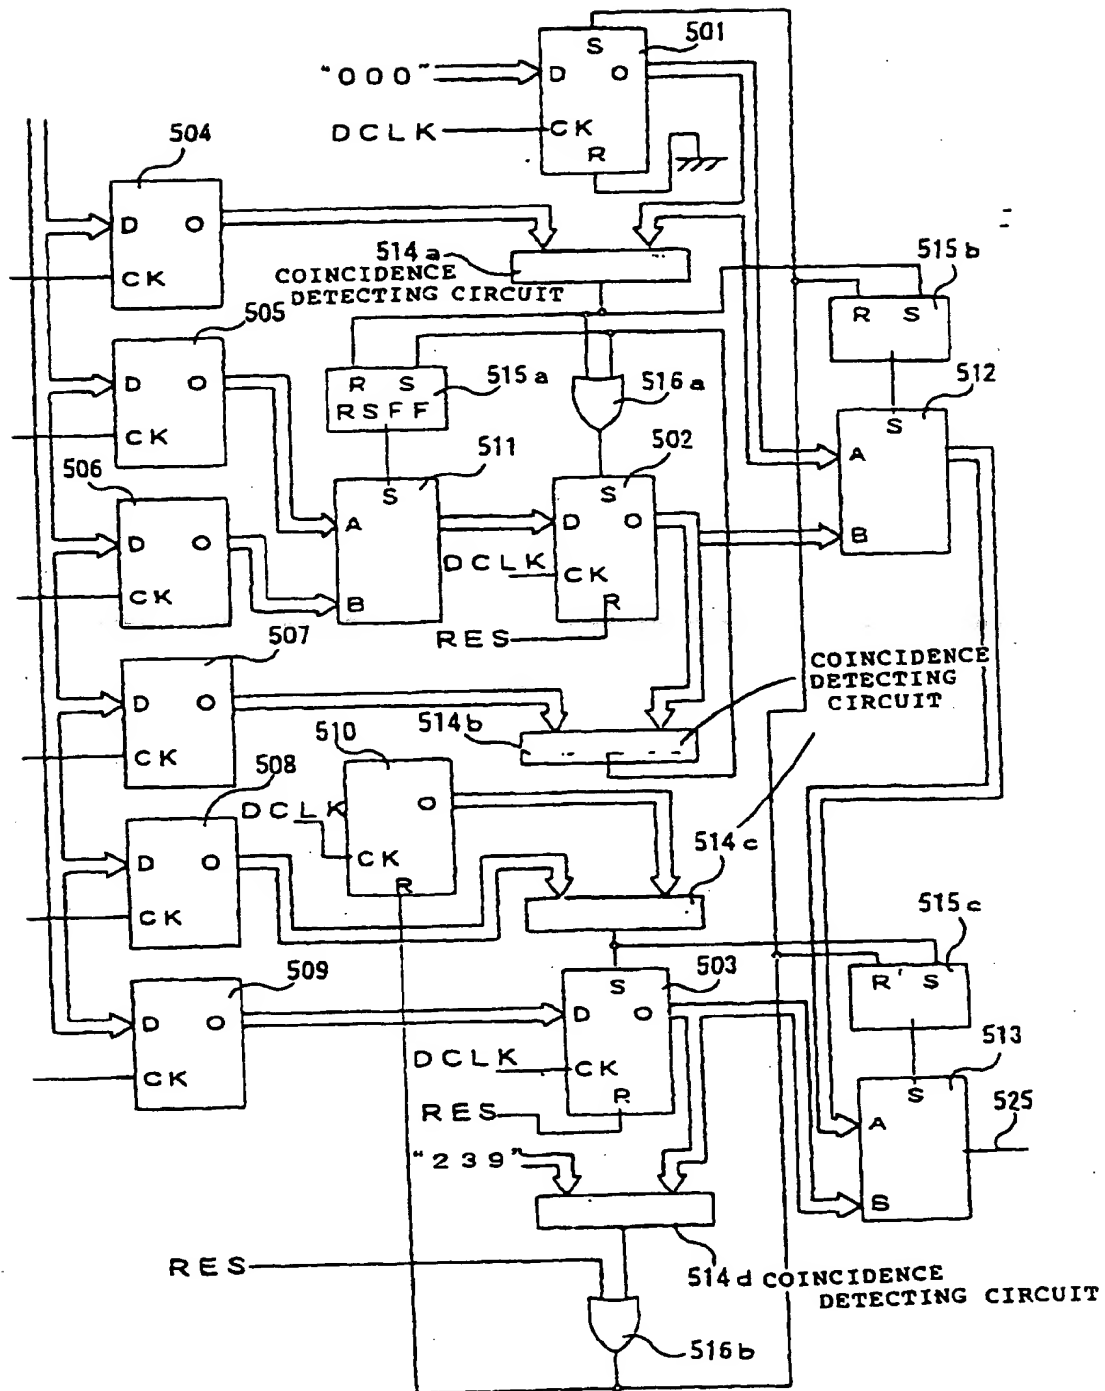 501
S
"000"
D O
DCLK
CK
R
504
D O
CK
514a
COINCIDENCE
DETECTING CIRCUIT
515b
R S
505
D O
CK
R S
RSFF
515a
516a
512
S
A
B
506
D O
CK
511
S
A
B
502
S
D O
DCLK
CK
R
RES
507
D O
CK
COINCIDENCE
DETECTING
CIRCUIT
514b
510
O
DCLK
CK
R
508
D O
CK
514c
515c
R S
509
D O
CK
503
S
D O
DCLK
CK
R
RES
513
S
A
B
525
"239"
RES
514d COINCIDENCE
DETECTING CIRCUIT
516b